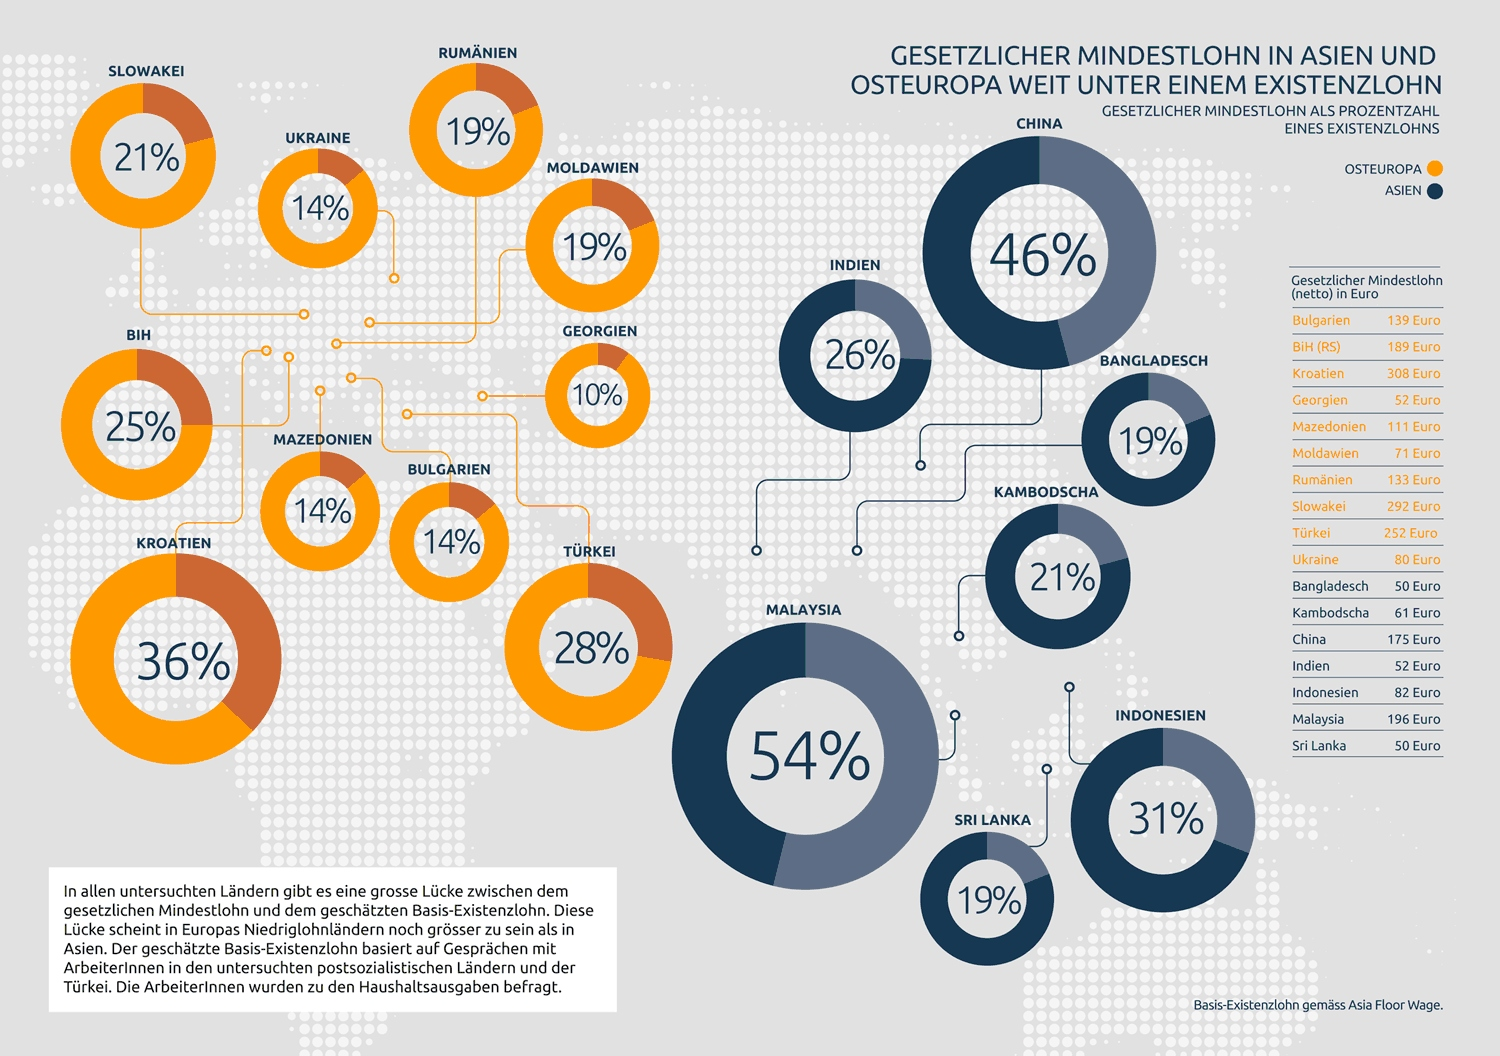 GESETZLICHER MINDESTLOHN IN ASIEN UND
OSTEUROPA WEIT UNTER EINEM EXISTENZLOHN
GESETZLICHER MINDESTLOHN ALS PROZENTZAHL
EINES EXISTENZLOHNS
OSTEUROPA
ASIEN
SLOWAKEI
21%
UKRAINE
14%
RUMÄNIEN
19%
MOLDAWIEN
19%
BIH
25%
GEORGIEN
10%
MAZEDONIEN
14%
BULGARIEN
14%
KROATIEN
36%
TÜRKEI
28%
CHINA
46%
INDIEN
26%
BANGLADESCH
19%
KAMBODSCHA
21%
MALAYSIA
54%
INDONESIEN
31%
SRI LANKA
19%
Gesetzlicher Mindestlohn
(netto) in Euro
Bulgarien 139 Euro
BiH (RS) 189 Euro
Kroatien 308 Euro
Georgien 52 Euro
Mazedonien 111 Euro
Moldawien 71 Euro
Rumänien 133 Euro
Slowakei 292 Euro
Türkei 252 Euro
Ukraine 80 Euro
Bangladesch 50 Euro
Kambodscha 61 Euro
China 175 Euro
Indien 52 Euro
Indonesien 82 Euro
Malaysia 196 Euro
Sri Lanka 50 Euro
In allen untersuchten Ländern gibt es eine grosse Lücke zwischen dem
gesetzlichen Mindestlohn und dem geschätzten Basis-Existenzlohn. Diese
Lücke scheint in Europas Niedriglohnländern noch grösser zu sein als in
Asien. Der geschätzte Basis-Existenzlohn basiert auf Gesprächen mit
ArbeiterInnen in den untersuchten postsozialistischen Ländern und der
Türkei. Die ArbeiterInnen wurden zu den Haushaltsausgaben befragt.
Basis-Existenzlohn gemäss Asia Floor Wage.